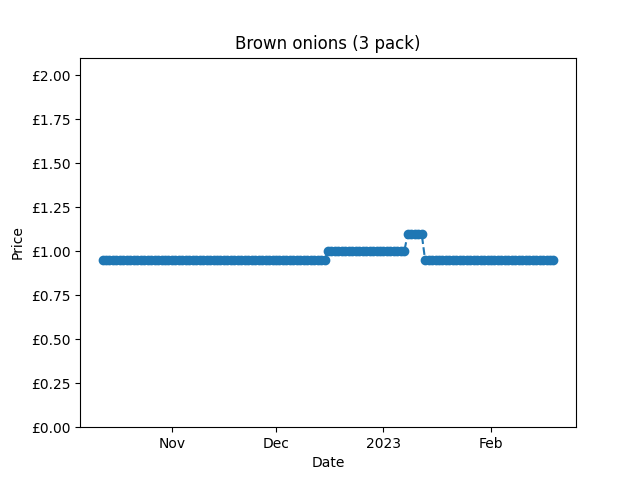 Brown onions (3 pack)
£2.00
£1.75
£1.50
£1.25
£1.00
£0.75
£0.50
£0.25
£0.00
Price
Nov Dec 2023 Feb
Date